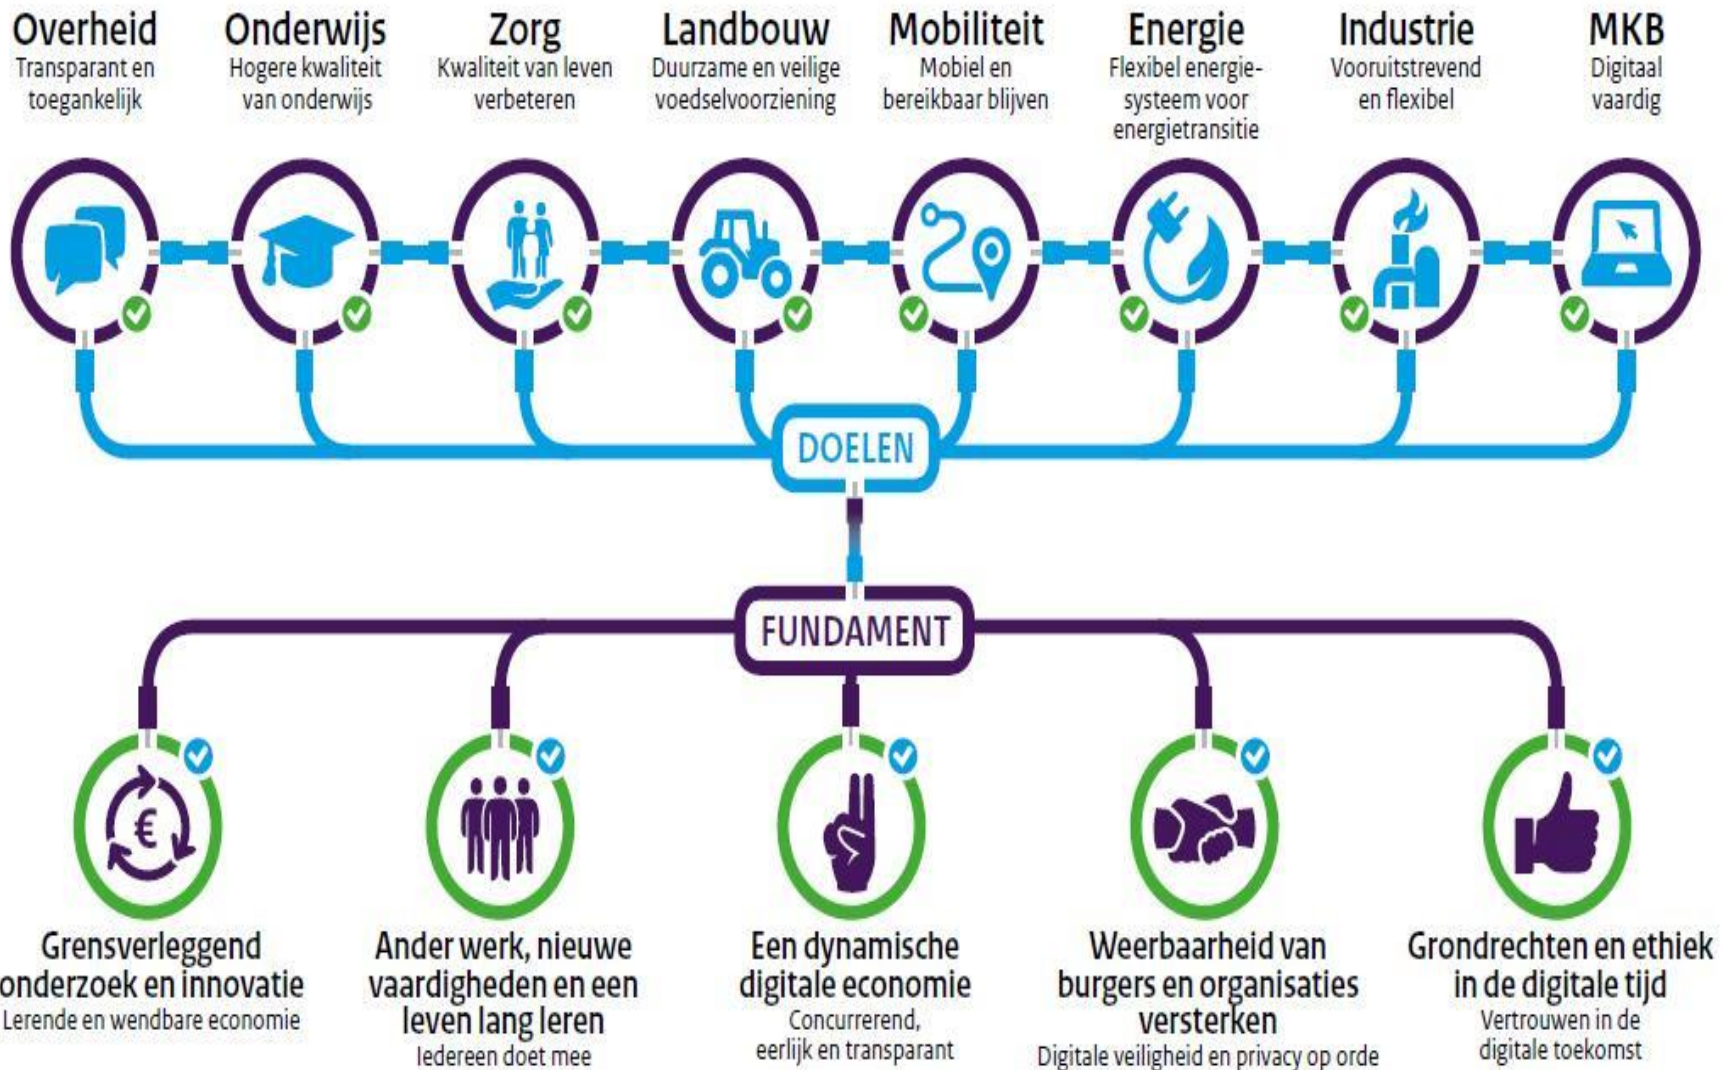 Overheid
Transparant en
toegankelijk
Onderwijs
Hogere kwaliteit
van onderwijs
Zorg
Kwaliteit van leven
verbeteren
Landbouw
Duurzame en veilige
voedselvoorziening
Mobiliteit
Mobiel en
bereikbaar blijven
Energie
Flexibel energie-
systeem voor
energietransitie
Industrie
Vooruitstrevend
en flexibel
MKB
Digitaal
vaardig
DOELEN
FUNDAMENT
€
Grensverleggend
onderzoek en innovatie
Lerende en wendbare economie
Ander werk, nieuwe
vaardigheden en een
leven lang leren
Iedereen doet mee
Een dynamische
digitale economie
Concurrerend,
eerlijk en transparant
Weerbaarheid van
burgers en organisaties
versterken
Digitale veiligheid en privacy op orde
Grondrechten en ethiek
in de digitale tijd
Vertrouwen in de
digitale toekomst